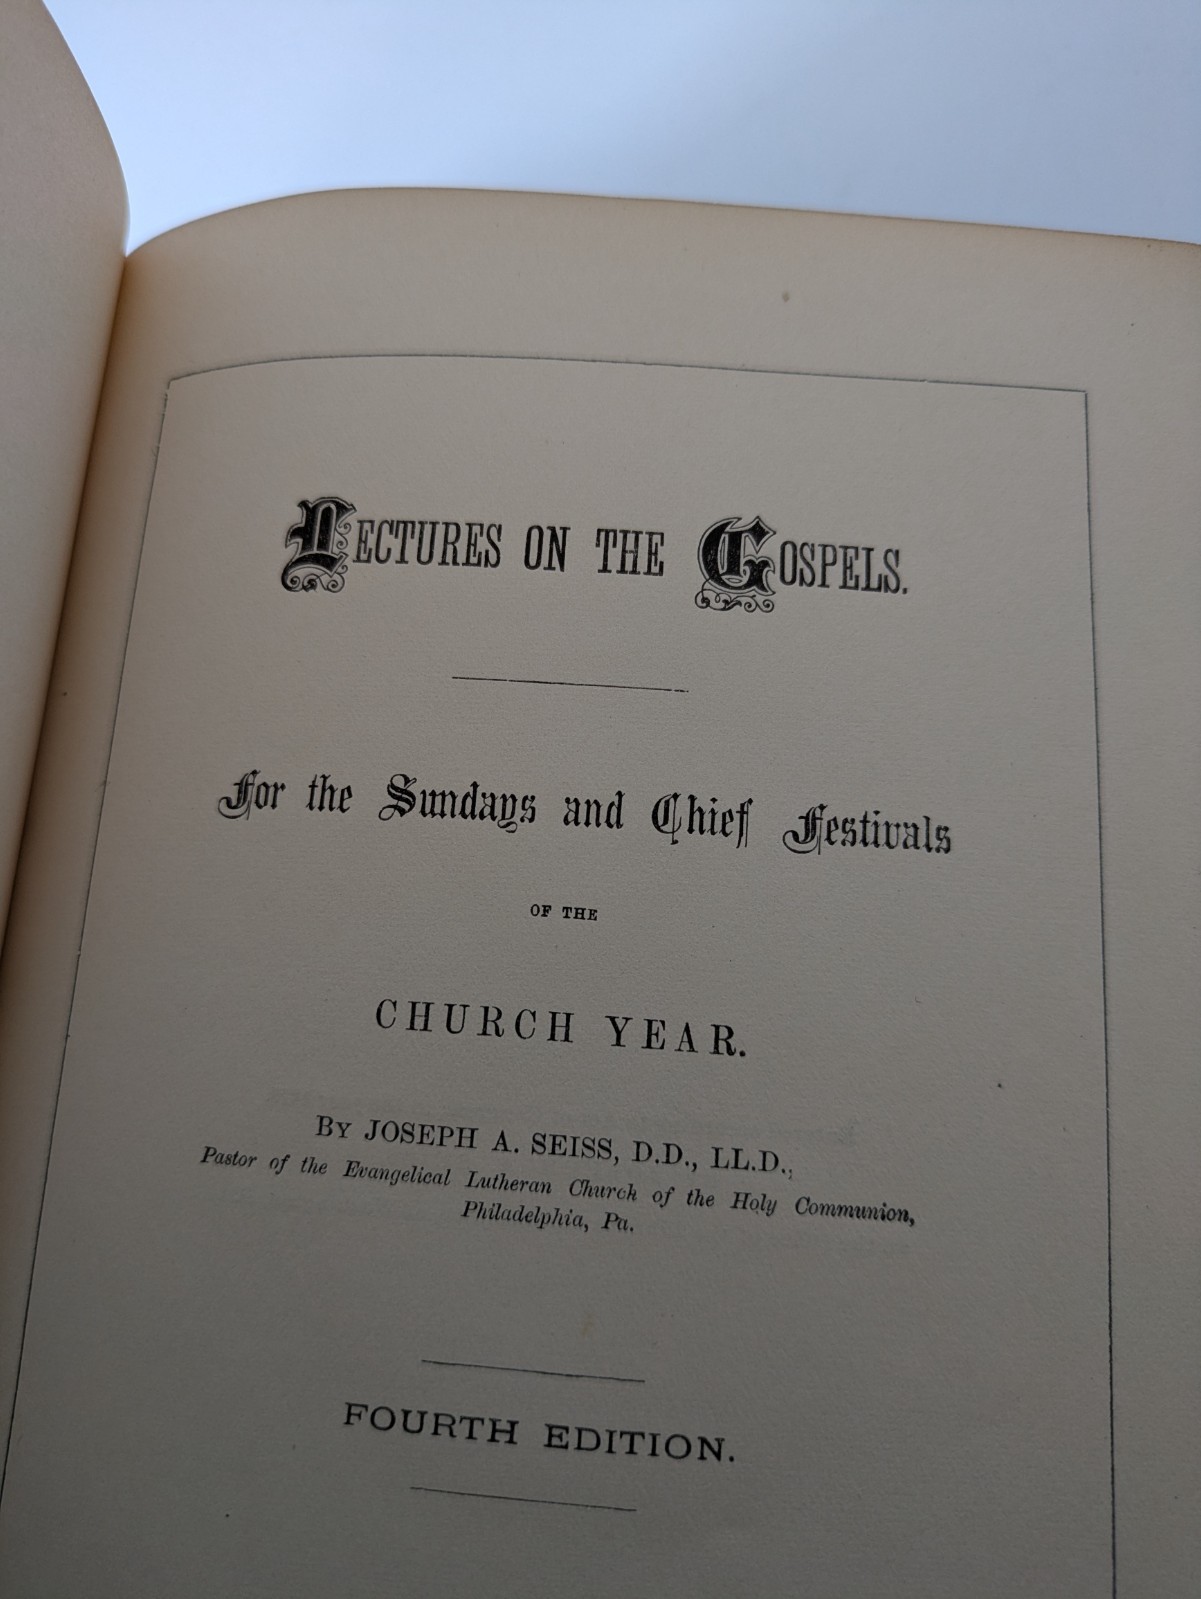 LECTURES ON THE GOSPELS.
For the Sundays and Chief Festivals
OF THE
CHURCH YEAR.
By JOSEPH A. SEISS, D.D., LL.D.,
Pastor of the Evangelical Lutheran Church of the Holy Communion,
Philadelphia, Pa.
FOURTH EDITION.